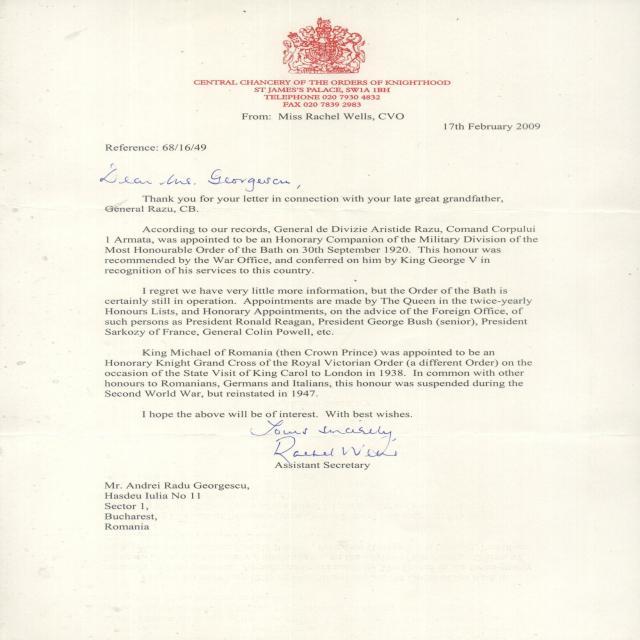 CENTRAL CHANCERY OF THE ORDERS OF KNIGHTHOOD
ST JAMES'S PALACE, SW1A 1BH
TELEPHONE 020 7930 4832
FAX 020 7839 2983
From: Miss Rachel Wells, CVO
17th February 2009
Reference: 68/16/49
Dear Mr. Georgescu,
Thank you for your letter in connection with your late great grandfather,
General Razu, CB.
According to our records, General de Divizie Aristide Razu, Comand Corpului
1 Armata, was appointed to be an Honorary Companion of the Military Division of the
Most Honourable Order of the Bath on 30th September 1920. This honour was
recommended by the War Office, and conferred on him by King George V in
recognition of his services to this country.
I regret we have very little more information, but the Order of the Bath is
certainly still in operation. Appointments are made by The Queen in the twice-yearly
Honours Lists, and Honorary Appointments, on the advice of the Foreign Office, of
such persons as President Ronald Reagan, President George Bush (senior), President
Sarkozy of France, General Colin Powell, etc.
King Michael of Romania (then Crown Prince) was appointed to be an
Honorary Knight Grand Cross of the Royal Victorian Order (a different Order) on the
occasion of the State Visit of King Carol to London in 1938. In common with other
honours to Romanians, Germans and Italians, this honour was suspended during the
Second World War, but reinstated in 1947.
I hope the above will be of interest. With best wishes.
Yours sincerely
Rachel Wells
Assistant Secretary
Mr. Andrei Radu Georgescu,
Hasdeu Iulia No 11
Sector 1,
Bucharest,
Romania